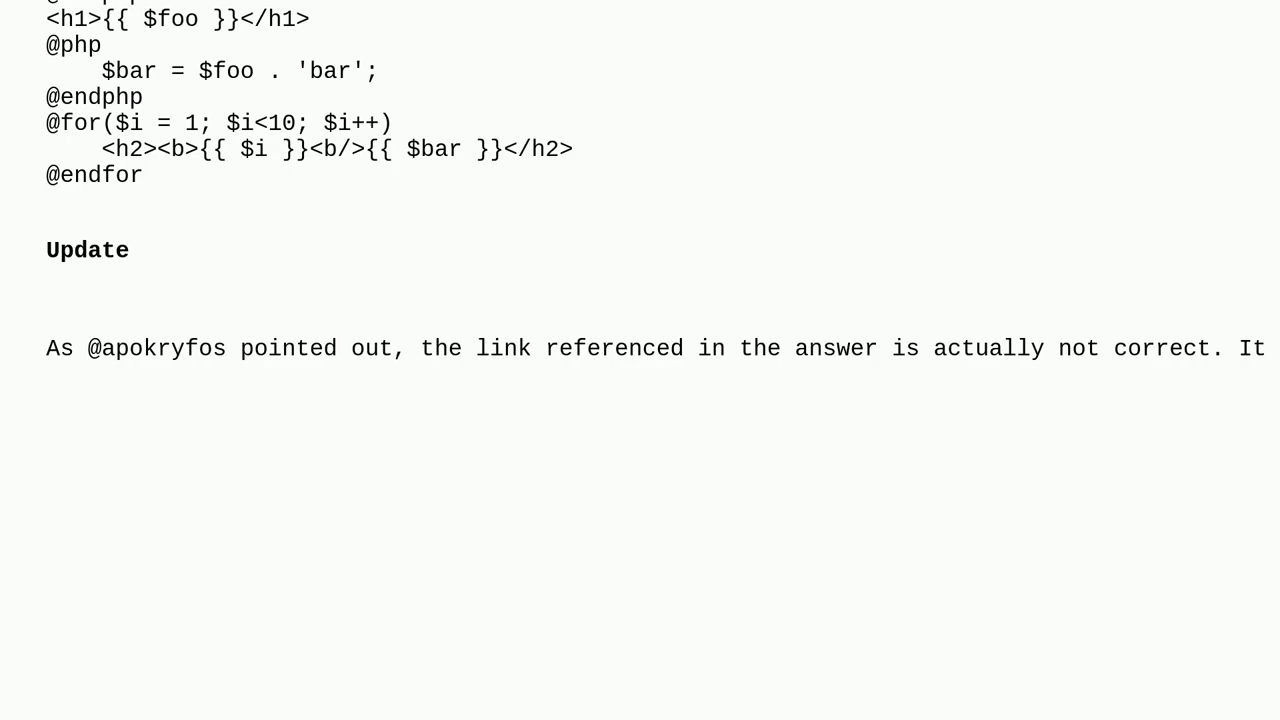 <h1>{{ $foo }}</h1>
@php
    $bar = $foo . 'bar';
@endphp
@for($i = 1; $i<10; $i++)
    <h2><b>{{ $i }}<b/>{{ $bar }}</h2>
@endfor
Update
As @apokryfos pointed out, the link referenced in the answer is actually not correct. It